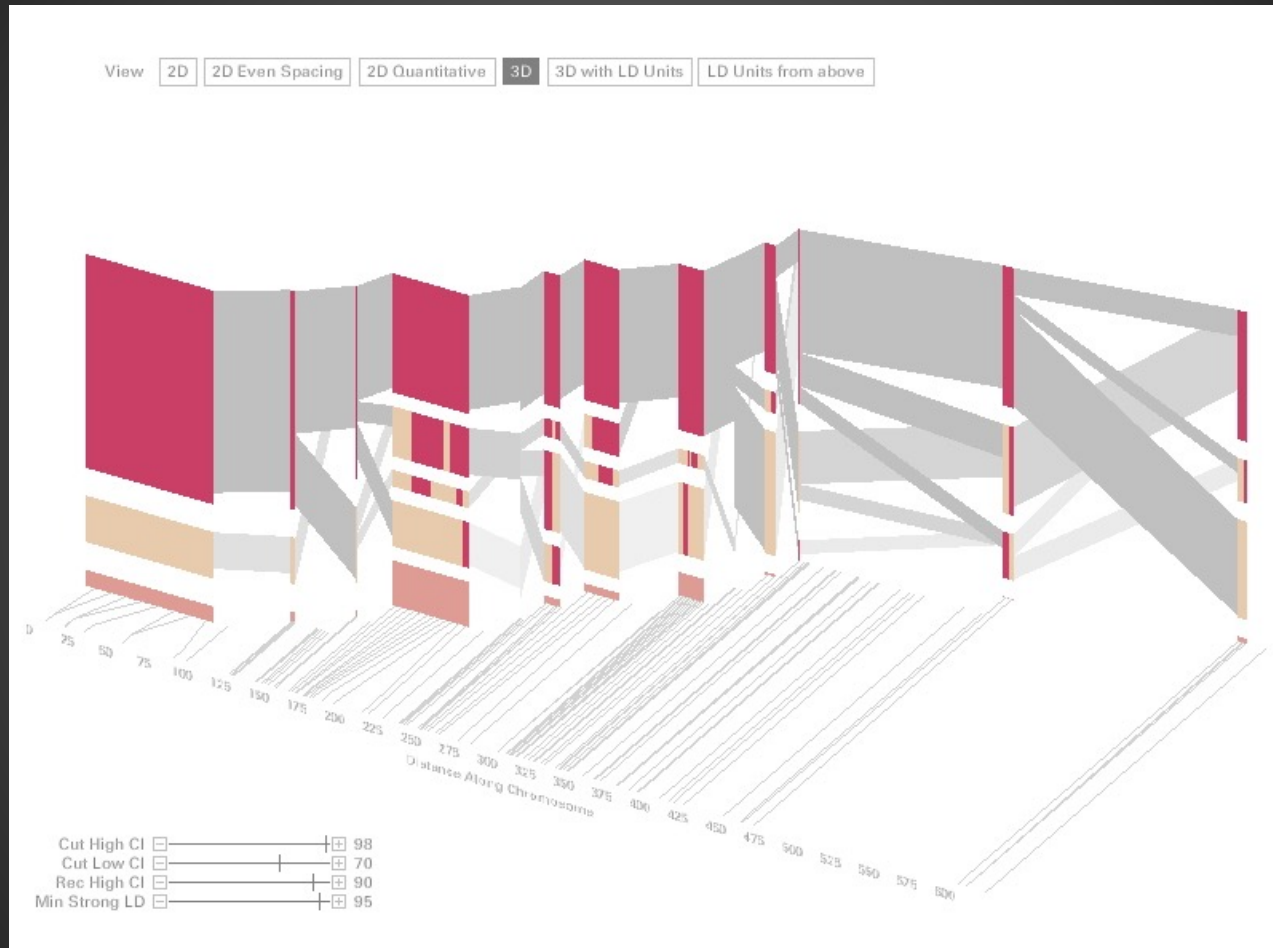 View 2D 2D Even Spacing 2D Quantitative 3D 3D with LD Units LD Units from above
0 25 50 75 100 125 150 175 200 225 250 275 300 325 350 375 400 425 450 475 500 525 550 575 600
Distance Along Chromosome
Cut High CI 98
Cut Low CI 70
Rec High CI 90
Min Strong LD 95